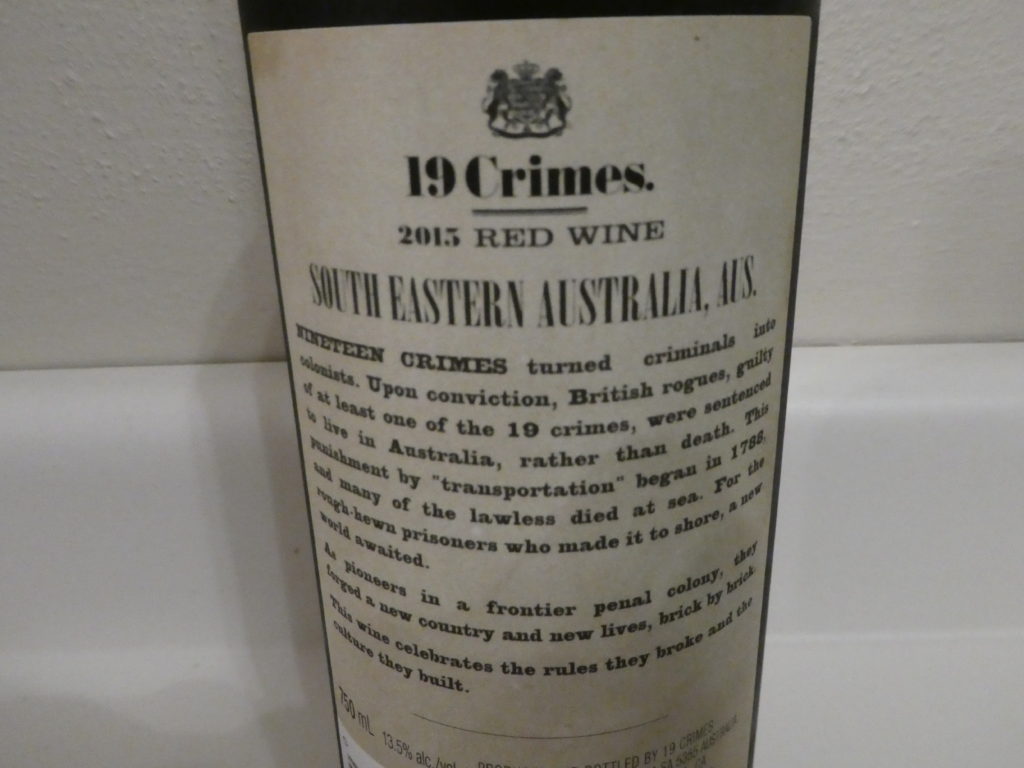 19 Crimes.
2015 RED WINE
SOUTH EASTERN AUSTRALIA, AUS.
NINETEEN CRIMES turned criminals into
colonists. Upon conviction, British rogues, guilty
of at least one of the 19 crimes, were sentenced
to live in Australia, rather than death. This
punishment by "transportation" began in 1788,
and many of the lawless died at sea. For the
rough-hewn prisoners who made it to shore, a new
world awaited.
As pioneers in a frontier penal colony, they
forged a new country and new lives, brick by brick.
This wine celebrates the rules they broke and the
culture they built.
750 mL 13.5% alc./vol. BOTTLED BY 19 CRIMES
SA 5355 AUSTRALIA